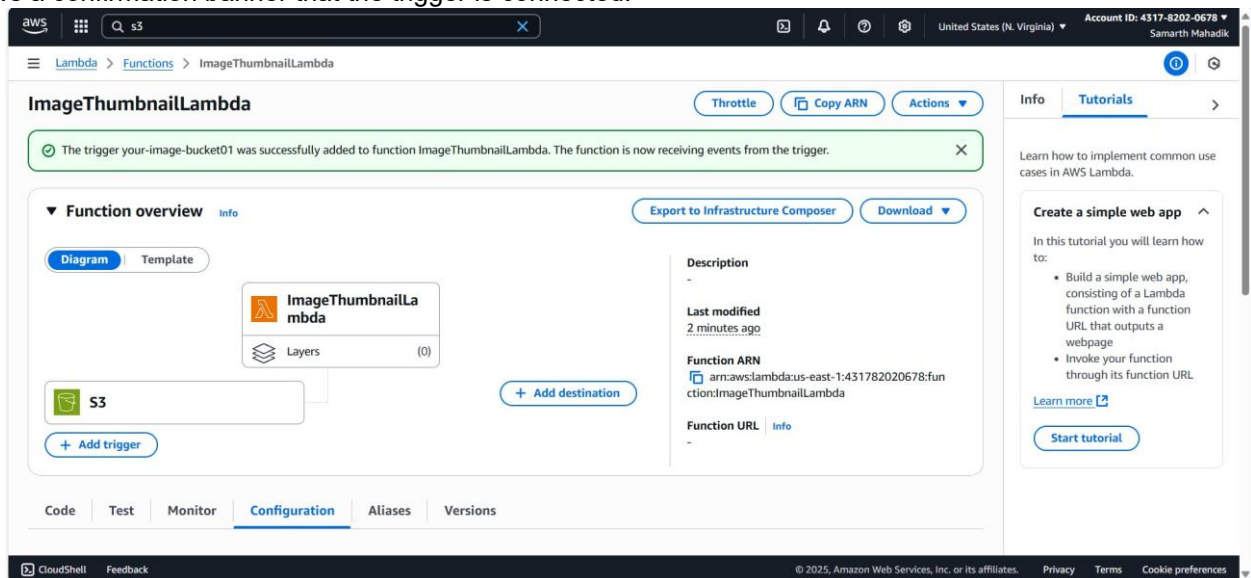 a confirmation banner that the trigger is connected.
aws
s3
United States (N. Virginia) ▼
Account ID: 4317-8202-0678 ▼
Samarth Mahadik
Lambda > Functions > ImageThumbnailLambda
ImageThumbnailLambda
Throttle
Copy ARN
Actions ▼
Info
Tutorials
The trigger your-image-bucket01 was successfully added to function ImageThumbnailLambda. The function is now receiving events from the trigger.
Learn how to implement common use
cases in AWS Lambda.
▼ Function overview Info
Export to Infrastructure Composer
Download ▼
Diagram
Template
ImageThumbnailLa
mbda
Layers (0)
S3
+ Add trigger
+ Add destination
Description
-
Last modified
2 minutes ago
Function ARN
arn:aws:lambda:us-east-1:431782020678:fun
ction:ImageThumbnailLambda
Function URL Info
-
Create a simple web app
In this tutorial you will learn how
to:
• Build a simple web app,
consisting of a Lambda
function with a function
URL that outputs a
webpage
• Invoke your function
through its function URL
Learn more
Start tutorial
Code
Test
Monitor
Configuration
Aliases
Versions
CloudShell
Feedback
© 2025, Amazon Web Services, Inc. or its affiliates.
Privacy
Terms
Cookie preferences